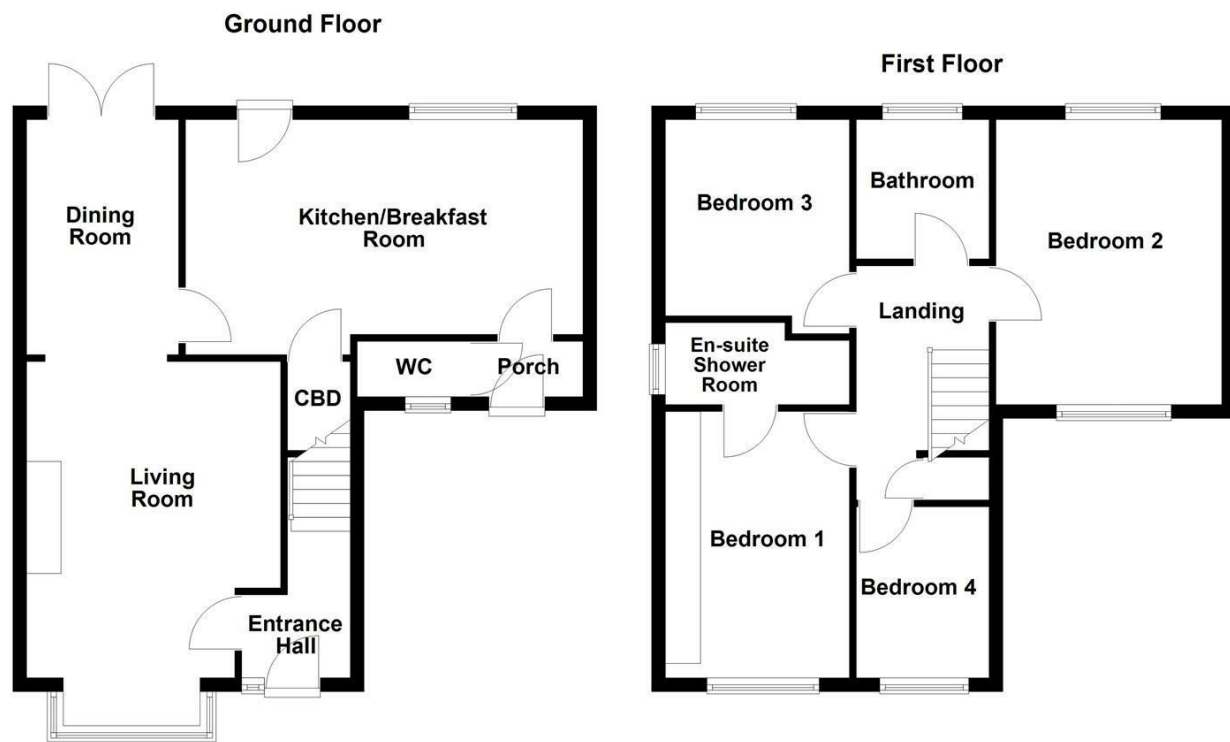 Ground Floor
Dining
Room
Kitchen/Breakfast
Room
WC
Porch
CBD
Living
Room
Entrance
Hall
First Floor
Bedroom 3
Bathroom
Bedroom 2
Landing
En-suite
Shower
Room
Bedroom 1
Bedroom 4